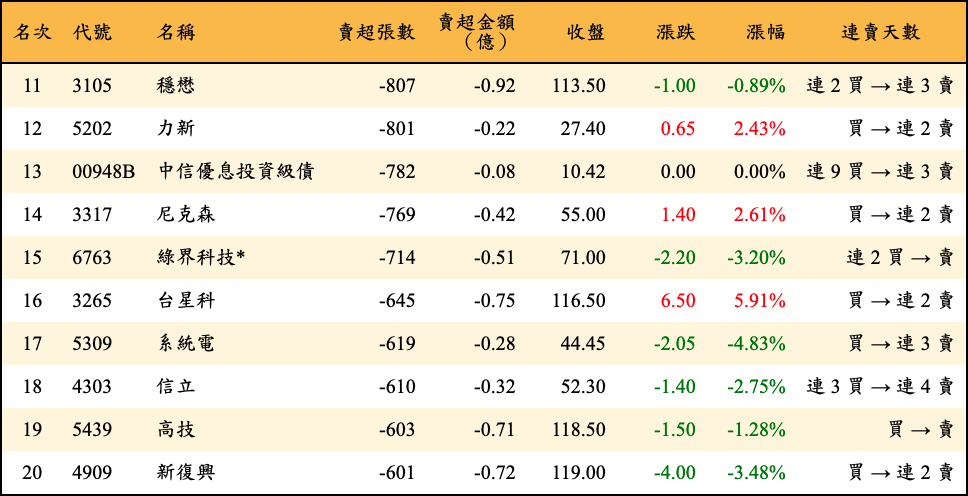 名次 代號 名稱 賣超張數 賣超金額（億） 收盤 漲跌 漲幅 連賣天數
11 3105 穩懋 -807 -0.92 113.50 -1.00 -0.89% 連 2 買 → 連 3 賣
12 5202 力新 -801 -0.22 27.40 0.65 2.43% 買 → 連 2 賣
13 00948B 中信優息投資級債 -782 -0.08 10.42 0.00 0.00% 連 9 買 → 連 3 賣
14 3317 尼克森 -769 -0.42 55.00 1.40 2.61% 買 → 連 2 賣
15 6763 綠界科技* -714 -0.51 71.00 -2.20 -3.20% 連 2 買 → 賣
16 3265 台星科 -645 -0.75 116.50 6.50 5.91% 買 → 連 2 賣
17 5309 系統電 -619 -0.28 44.45 -2.05 -4.83% 買 → 連 3 賣
18 4303 信立 -610 -0.32 52.30 -1.40 -2.75% 連 3 買 → 連 4 賣
19 5439 高技 -603 -0.71 118.50 -1.50 -1.28% 買 → 賣
20 4909 新復興 -601 -0.72 119.00 -4.00 -3.48% 買 → 連 2 賣